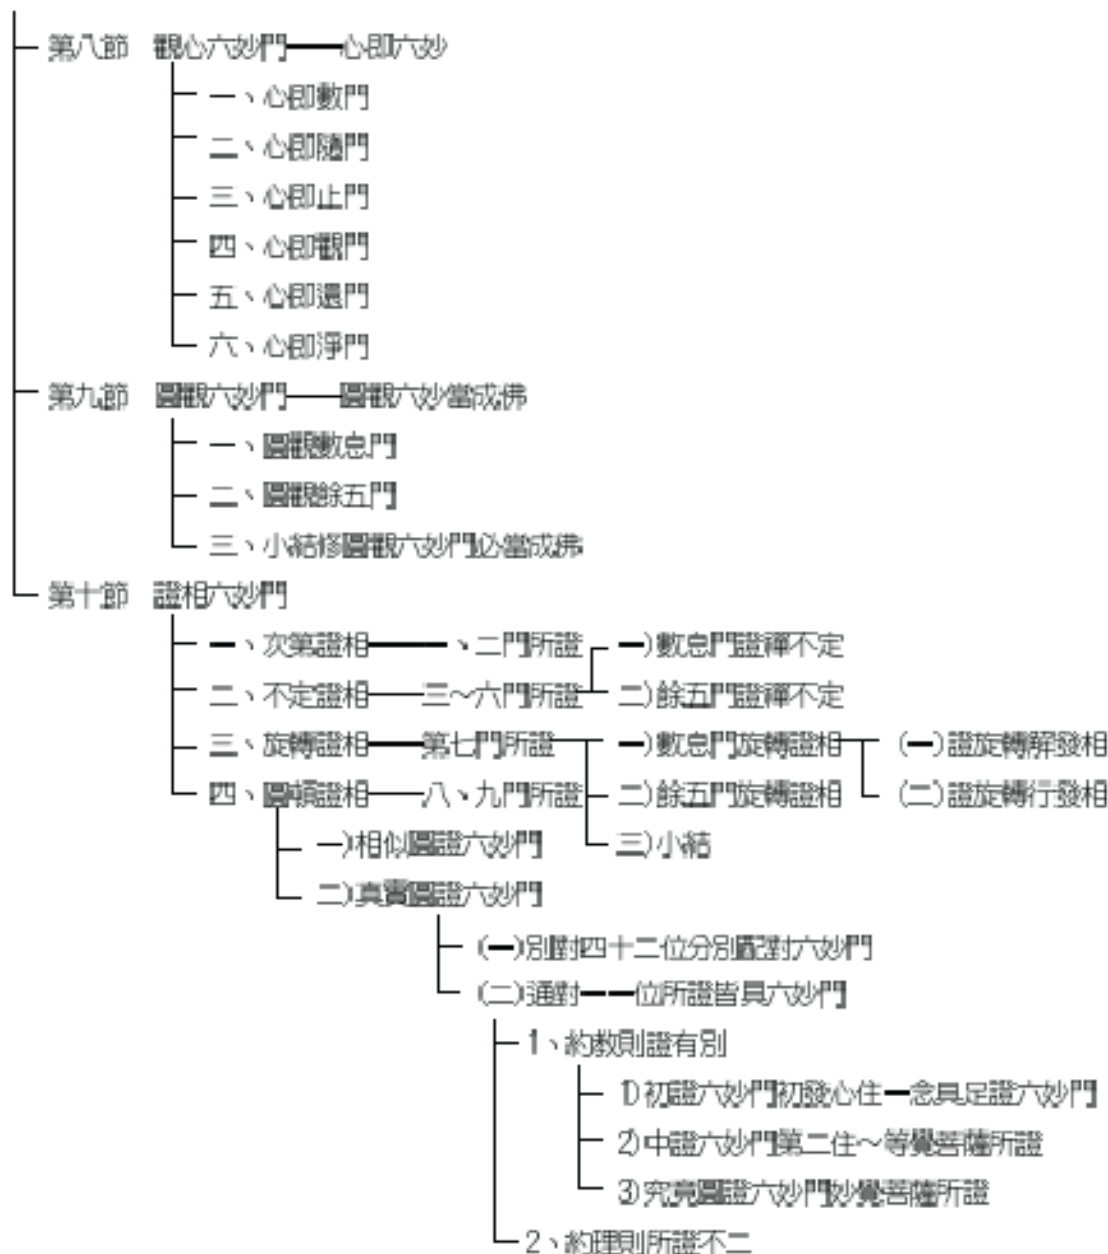 第八節　觀心六妙門──心即六妙
一、心即數門
二、心即隨門
三、心即止門
四、心即觀門
五、心即還門
六、心即淨門
第九節　圓觀六妙門──圓觀六妙當成佛
一、圓觀數息門
二、圓觀餘五門
三、小結修圓觀六妙門必當成佛
第十節　證相六妙門
一、次第證相──一、二門所證　一)數息門證禪不定
二、不定證相──三～六門所證　二)餘五門證禪不定
三、旋轉證相──第七門所證　一)數息門旋轉證相　(一)證旋轉解發相
四、圓頓證相──八、九門所證　二)餘五門旋轉證相　(二)證旋轉行發相
一)相似圓證六妙門　三)小結
二)真實圓證六妙門
(一)別對四十二位分別配對六妙門
(二)通對一一位所證皆具六妙門
1、約教則證有別
1)初證六妙門初發心住一念具足證六妙門
2)中證六妙門第二住～等覺菩薩所證
3)究竟圓證六妙門妙覺菩薩所證
2、約理則所證不二